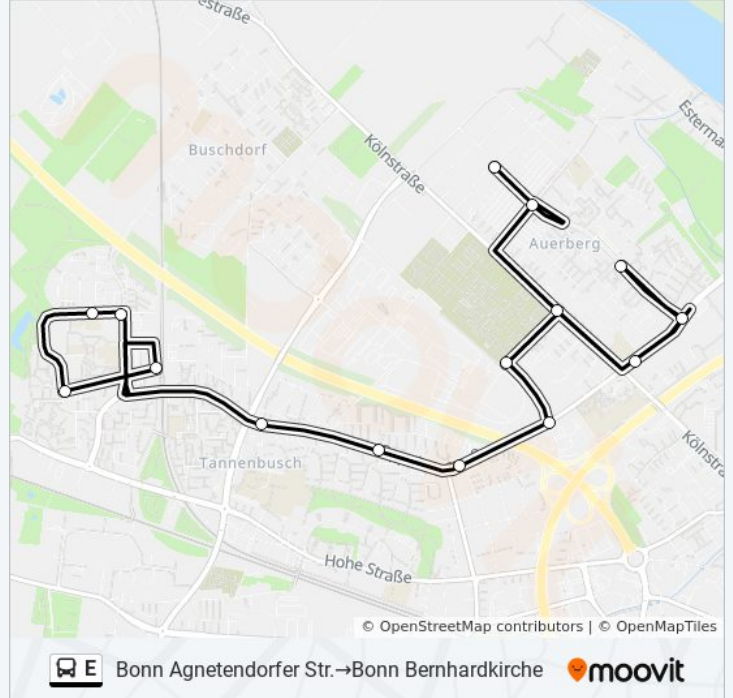 estraße
Esterma
Kölnstraße
Buschdorf
Auerberg
Kölnstra
Tannenbusch
Hohe Straße
© OpenStreetMap contributors | © OpenMapTiles
E Bonn Agnetendorfer Str.→Bonn Bernhardkirche moovit